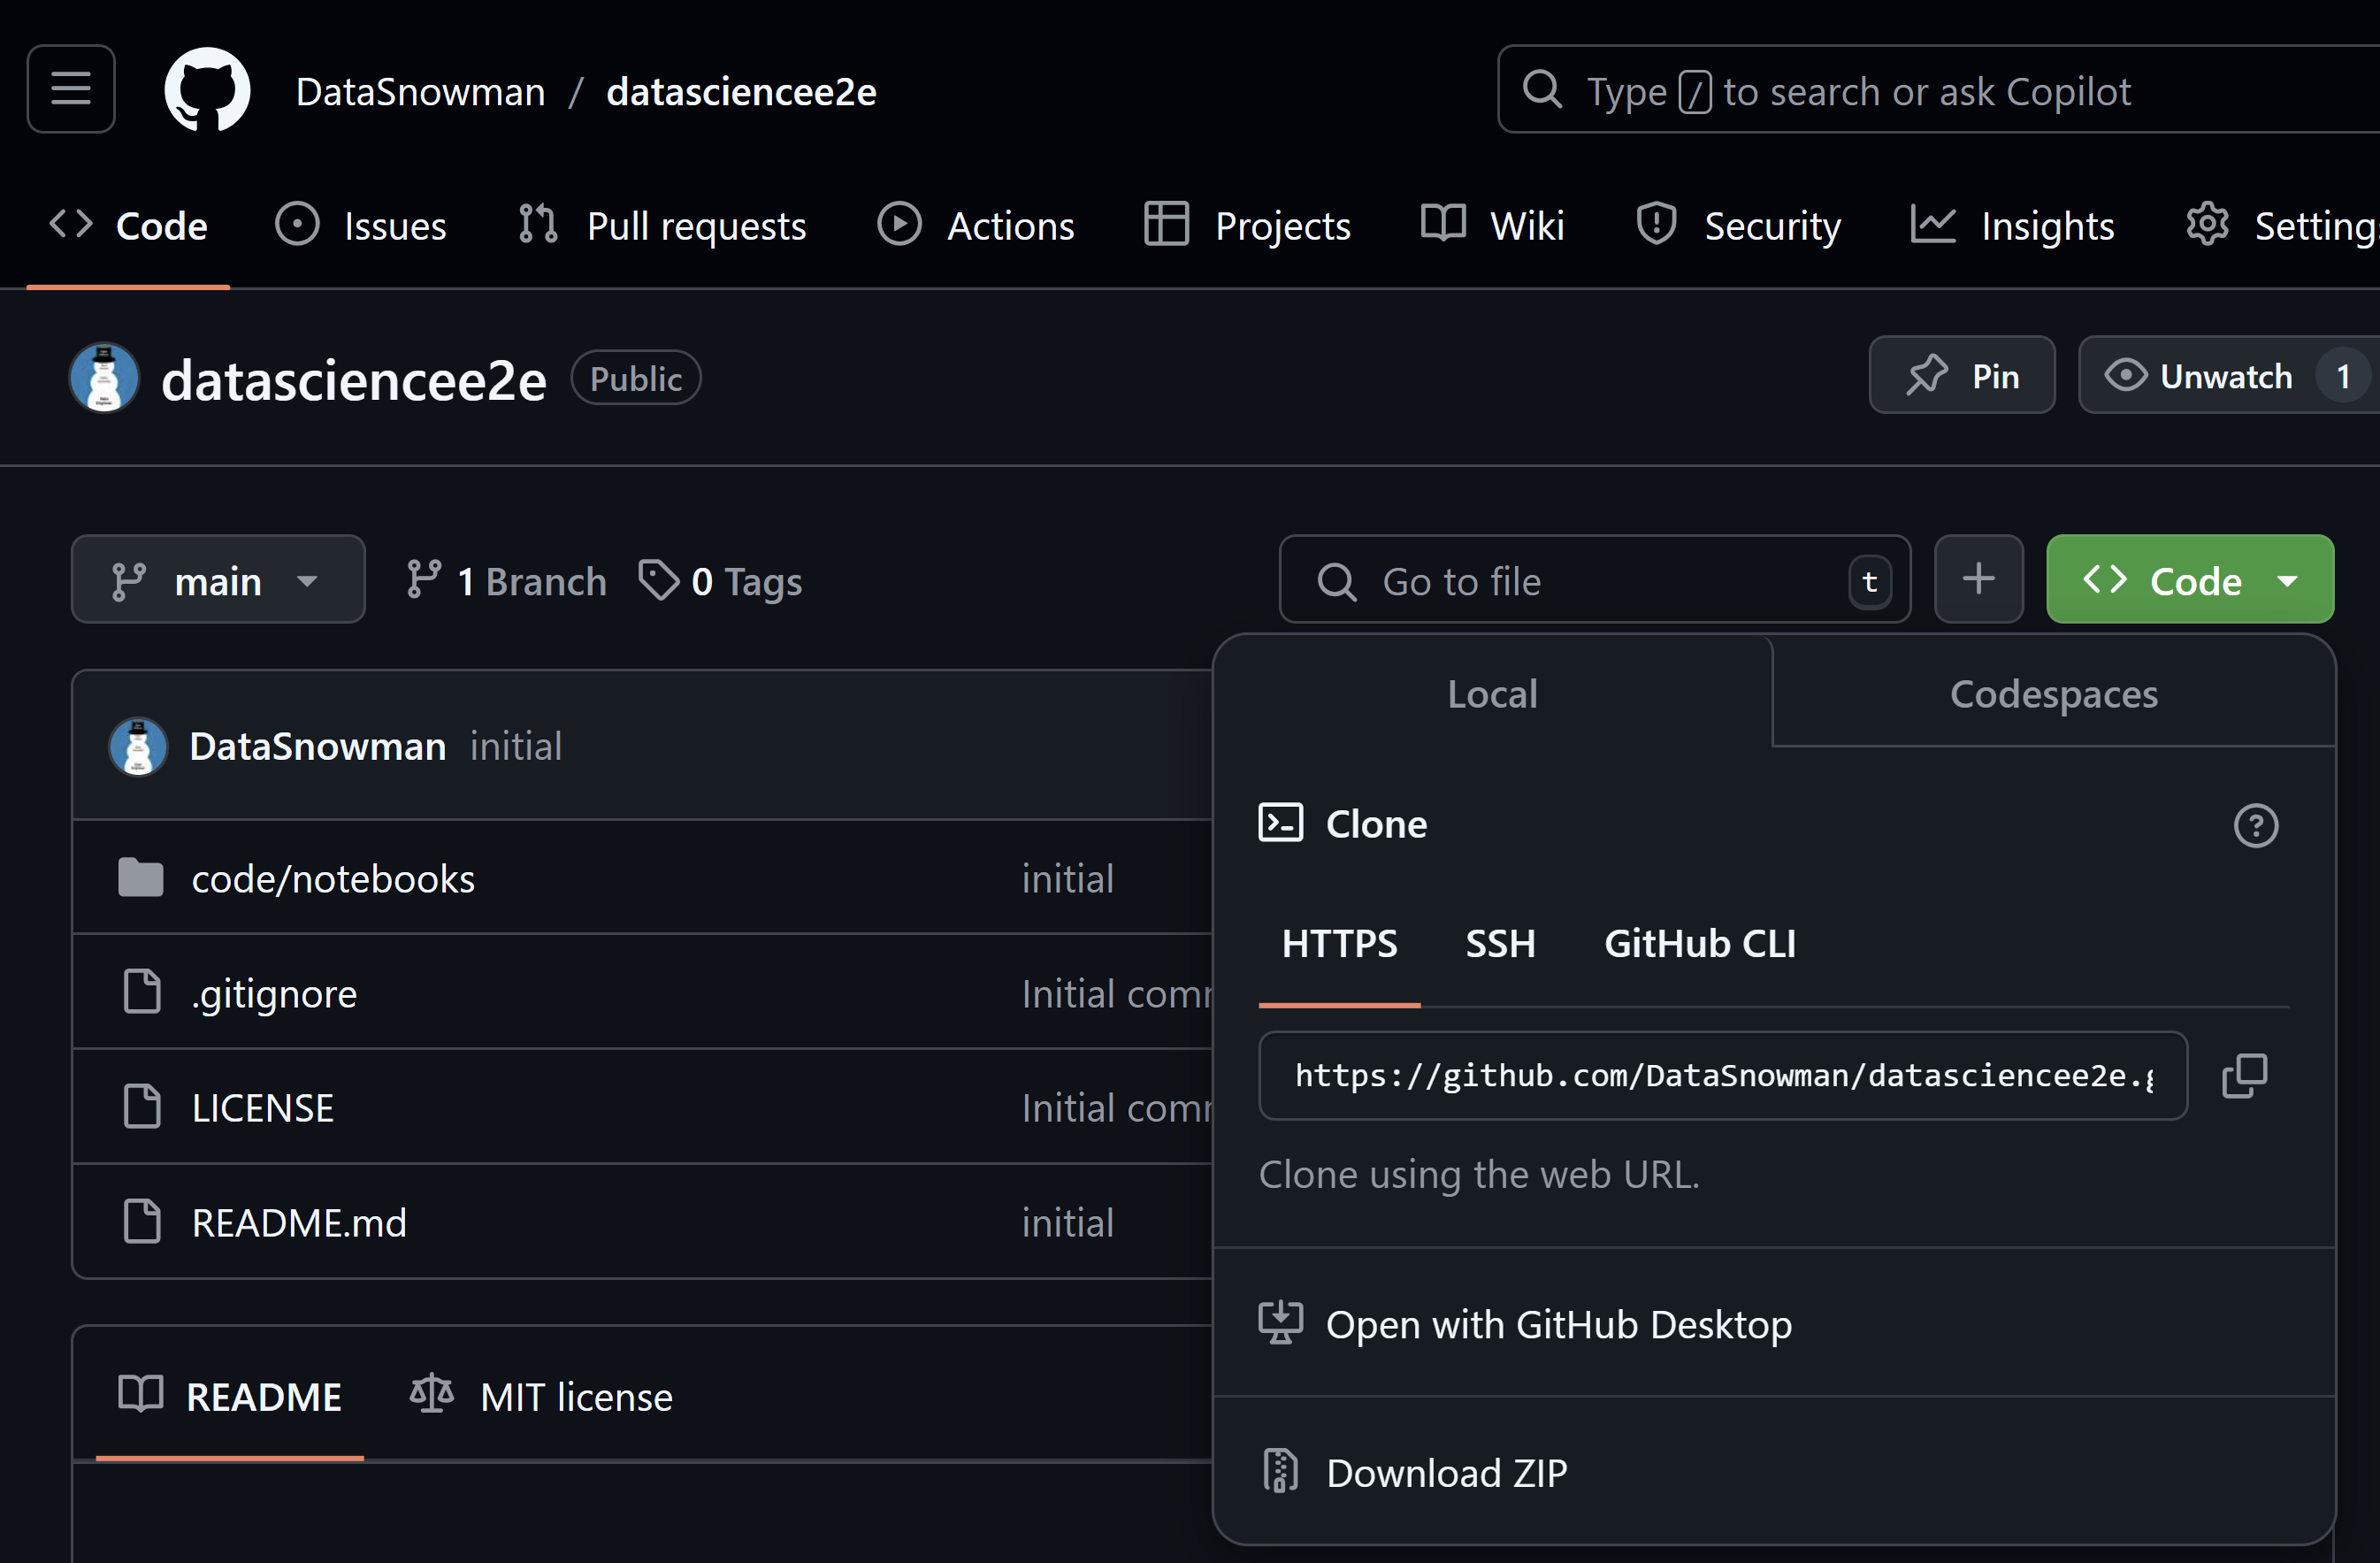 DataSnowman / datasciencee2e
Type / to search or ask Copilot
Code Issues Pull requests Actions Projects Wiki Security Insights Setting
datasciencee2e Public
Pin Unwatch 1
main 1 Branch 0 Tags
Go to file t + Code
Local Codespaces
DataSnowman initial
Clone
code/notebooks initial
HTTPS SSH GitHub CLI
.gitignore Initial com
https://github.com/DataSnowman/datasciencee2e.g
LICENSE Initial com
Clone using the web URL.
README.md initial
Open with GitHub Desktop
README MIT license
Download ZIP